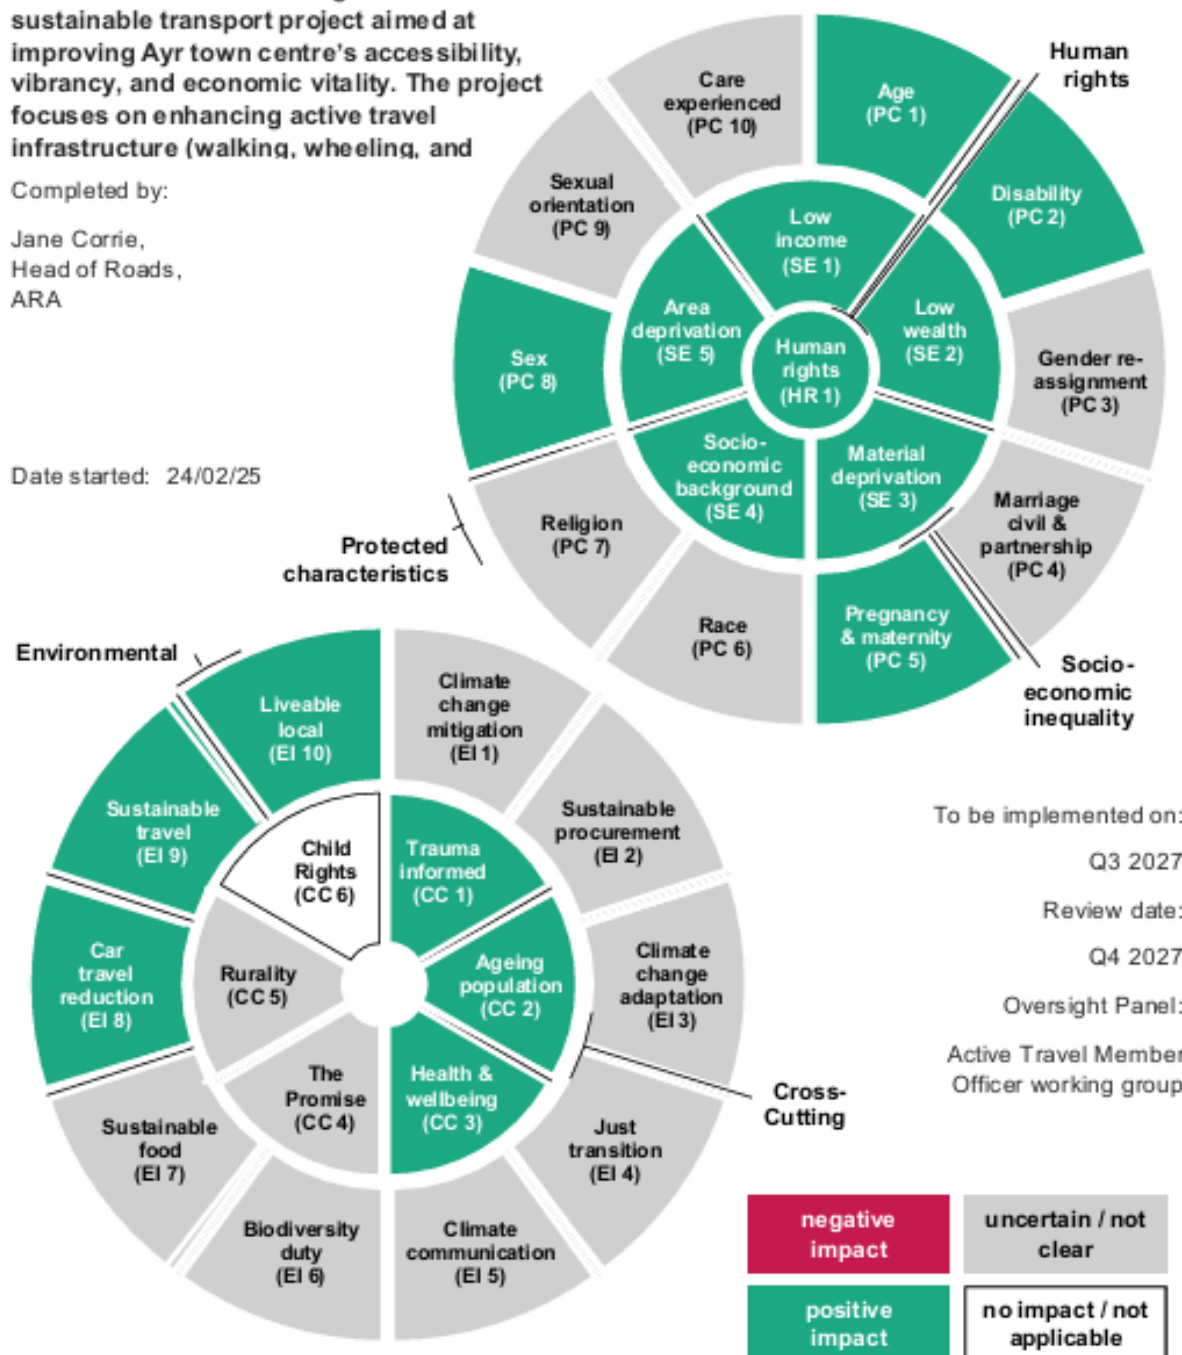 sustainable transport project aimed at
improving Ayr town centre's accessibility,
vibrancy, and economic vitality. The project
focuses on enhancing active travel
infrastructure (walking, wheeling, and
Completed by:
Jane Corrie,
Head of Roads,
ARA
Date started: 24/02/25
Human
rights
Care
experienced
(PC 10)
Age
(PC 1)
Sexual
orientation
(PC 9)
Disability
(PC 2)
Low
income
(SE 1)
Area
deprivation
(SE 5)
Low
wealth
(SE 2)
Human
rights
(HR 1)
Sex
(PC 8)
Gender re-
assignment
(PC 3)
Socio-
economic
background
(SE 4)
Material
deprivation
(SE 3)
Marriage
civil &
partnership
(PC 4)
Religion
(PC 7)
Protected
characteristics
Race
(PC 6)
Pregnancy
& maternity
(PC 5)
Socio-
economic
inequality
Environmental
Liveable
local
(EI 10)
Climate
change
mitigation
(EI 1)
Sustainable
travel
(EI 9)
Sustainable
procurement
(EI 2)
Child
Rights
(CC 6)
Trauma
informed
(CC 1)
Car
travel
reduction
(EI 8)
Rurality
(CC 5)
Ageing
population
(CC 2)
Climate
change
adaptation
(EI 3)
The
Promise
(CC 4)
Health &
wellbeing
(CC 3)
Cross-
Cutting
Sustainable
food
(EI 7)
Just
transition
(EI 4)
Biodiversity
duty
(EI 6)
Climate
communication
(EI 5)
To be implemented on:
Q3 2027
Review date:
Q4 2027
Oversight Panel:
Active Travel Member
Officer working group
negative
impact
uncertain / not
clear
positive
impact
no impact / not
applicable